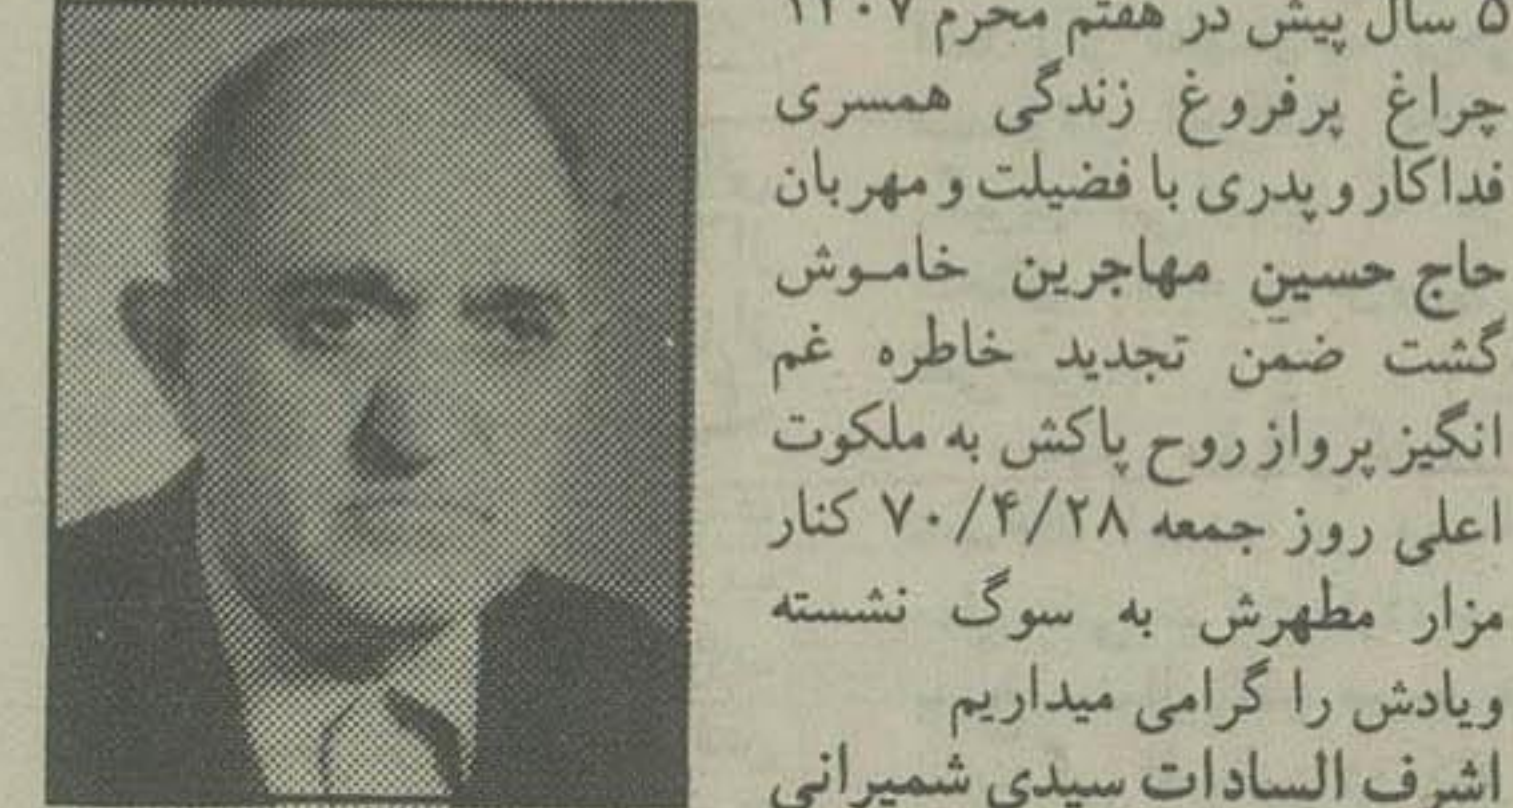 ۵ سال پیش در هفتم محرم ۱۴۰۷
چراغ پرفروغ زندگی همسری
فداکار و پدری با فضیلت و مهربان
حاج حسین مهاجرین خاموش
گشت ضمن تجدید خاطره غم
انگیز پرواز روح پاکش به ملکوت
اعلی روز جمعه ۷۰/۴/۲۸ کنار
مزار مطهرش به سوگ نشسته
ویادش را گرامی میداریم
اشرف السادات سیدی شمیرانی